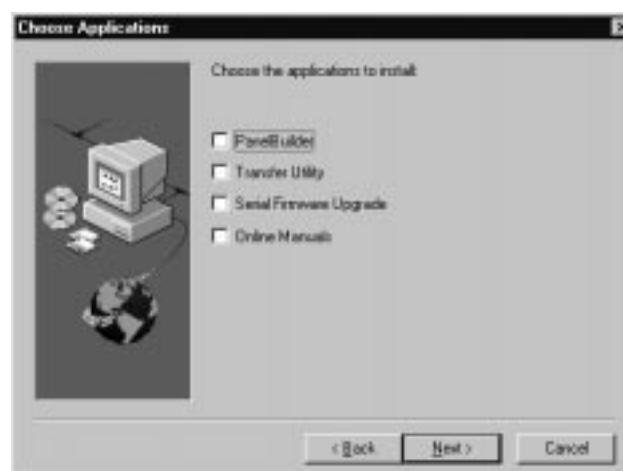 Choose Applications
Choose the applications to install:
PanelBuilder
Transfer Utility
Serial Firmware Upgrade
Online Manuals
< Back
Next >
Cancel